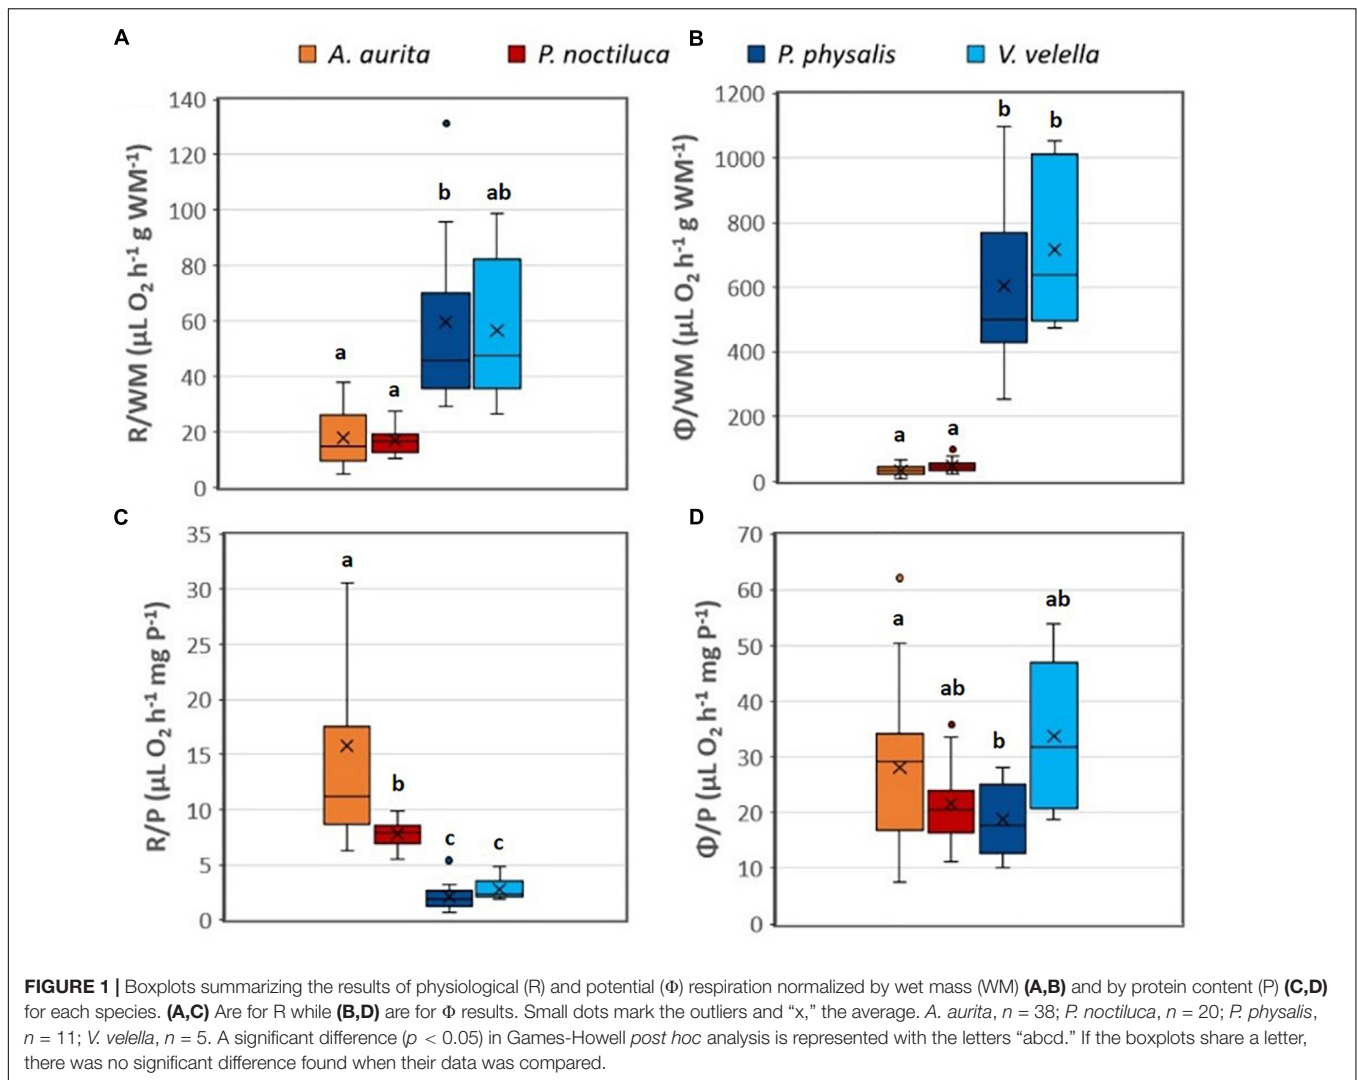 A
A. aurita
P. noctiluca
B
P. physalis
V. velella
R/WM (µL O₂ h⁻¹ g WM⁻¹)
140
120
100
80
60
40
20
0
a
a
b
ab
Φ/WM (µL O₂ h⁻¹ g WM⁻¹)
1200
1000
800
600
400
200
0
a
a
b
b
C
R/P (µL O₂ h⁻¹ mg P⁻¹)
35
30
25
20
15
10
5
0
a
b
c
c
D
Φ/P (µL O₂ h⁻¹ mg P⁻¹)
70
60
50
40
30
20
10
0
a
ab
b
ab
FIGURE 1 | Boxplots summarizing the results of physiological (R) and potential (Φ) respiration normalized by wet mass (WM) (A,B) and by protein content (P) (C,D)
for each species. (A,C) Are for R while (B,D) are for Φ results. Small dots mark the outliers and “x,” the average. A. aurita, n = 38; P. noctiluca, n = 20; P. physalis,
n = 11; V. velella, n = 5. A significant difference (p < 0.05) in Games-Howell post hoc analysis is represented with the letters “abcd.” If the boxplots share a letter,
there was no significant difference found when their data was compared.